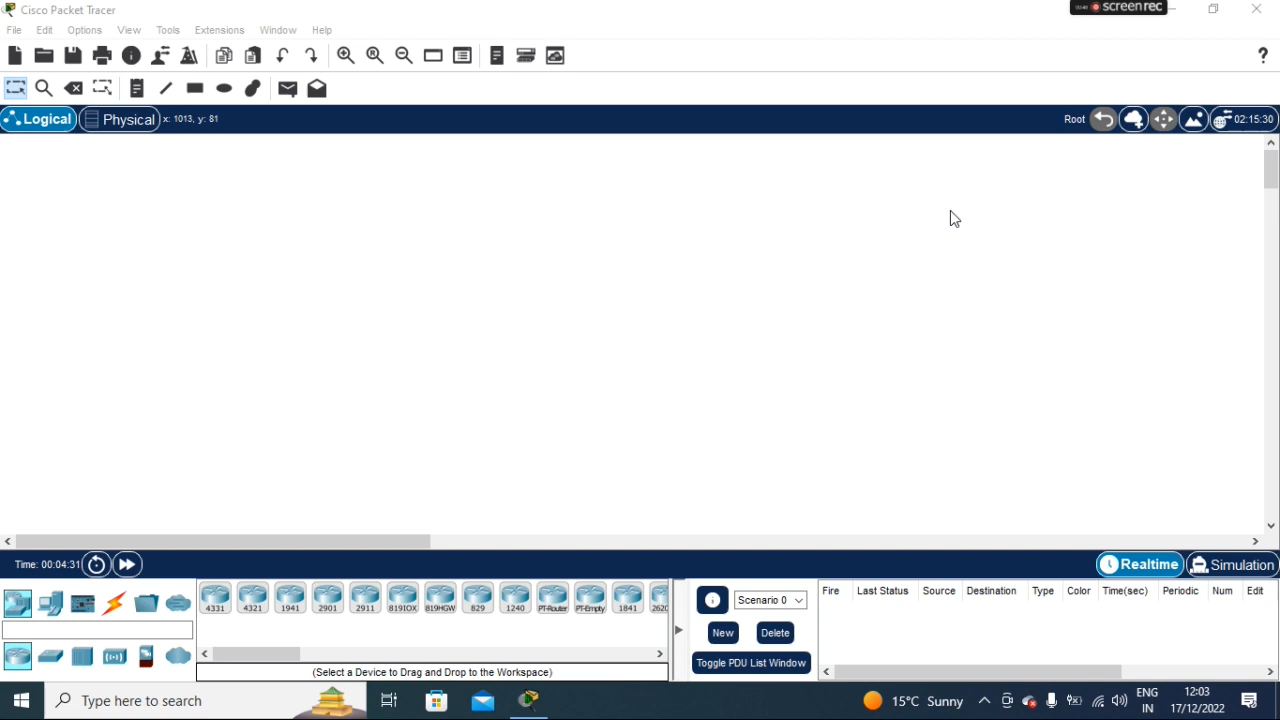 Cisco Packet Tracer
screenrec
File Edit Options View Tools Extensions Window Help
Logical Physical x: 1013, y: 81 Root 02:15:30
Time: 00:04:31 Realtime Simulation
4331 4321 1941 2901 2911 819IOX 819HGW 829 1240 PT-Router PT-Empty 1841 2620
(Select a Device to Drag and Drop to the Workspace)
Scenario 0
New Delete
Toggle PDU List Window
Fire Last Status Source Destination Type Color Time(sec) Periodic Num Edit
Type here to search
15°C Sunny
ENG
IN
12:03
17/12/2022